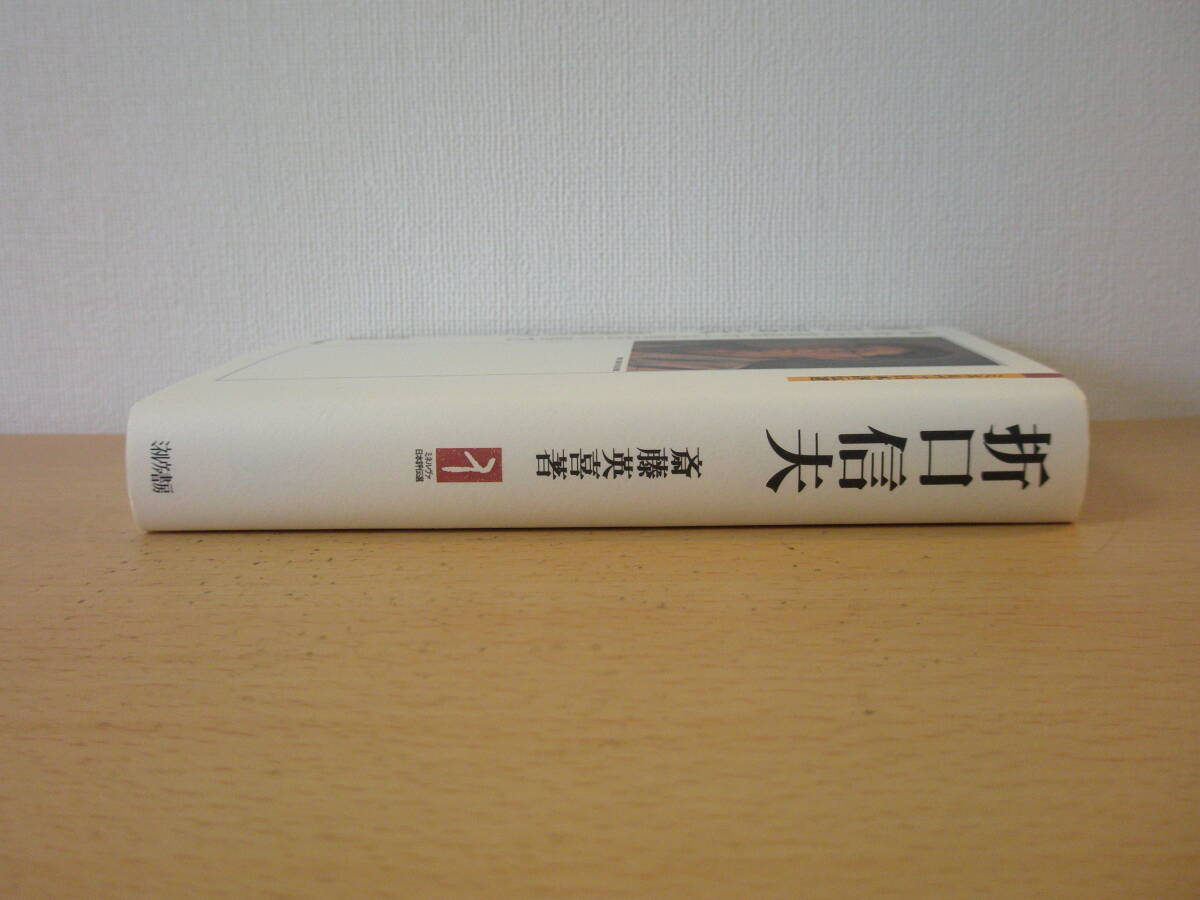 折口信夫
斎藤英喜著
ミネルヴァ
日本評伝選
ミネルヴァ書房